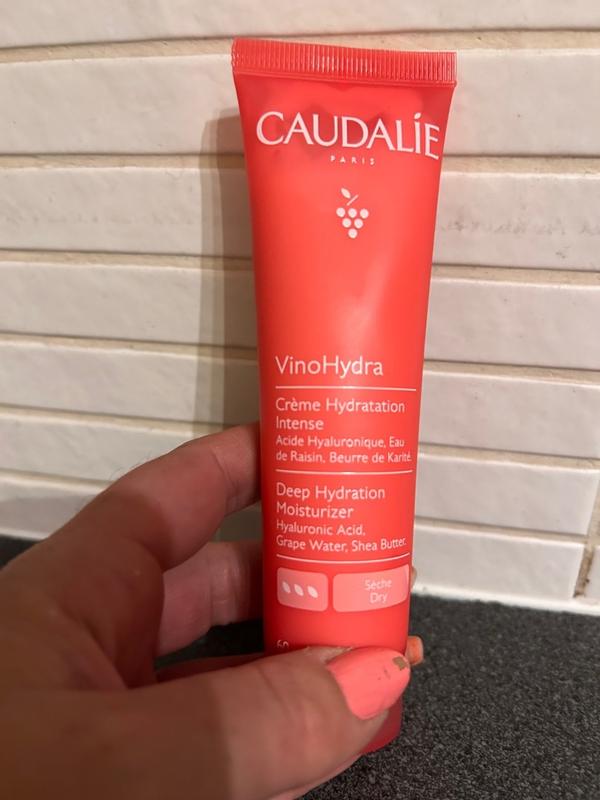 CAUDALÍE
PARIS
VinoHydra
Crème Hydratation
Intense
Acide Hyaluronique, Eau
de Raisin, Beurre de Karité.
Deep Hydration
Moisturizer
Hyaluronic Acid,
Grape Water, Shea Butter.
Sèche
Dry